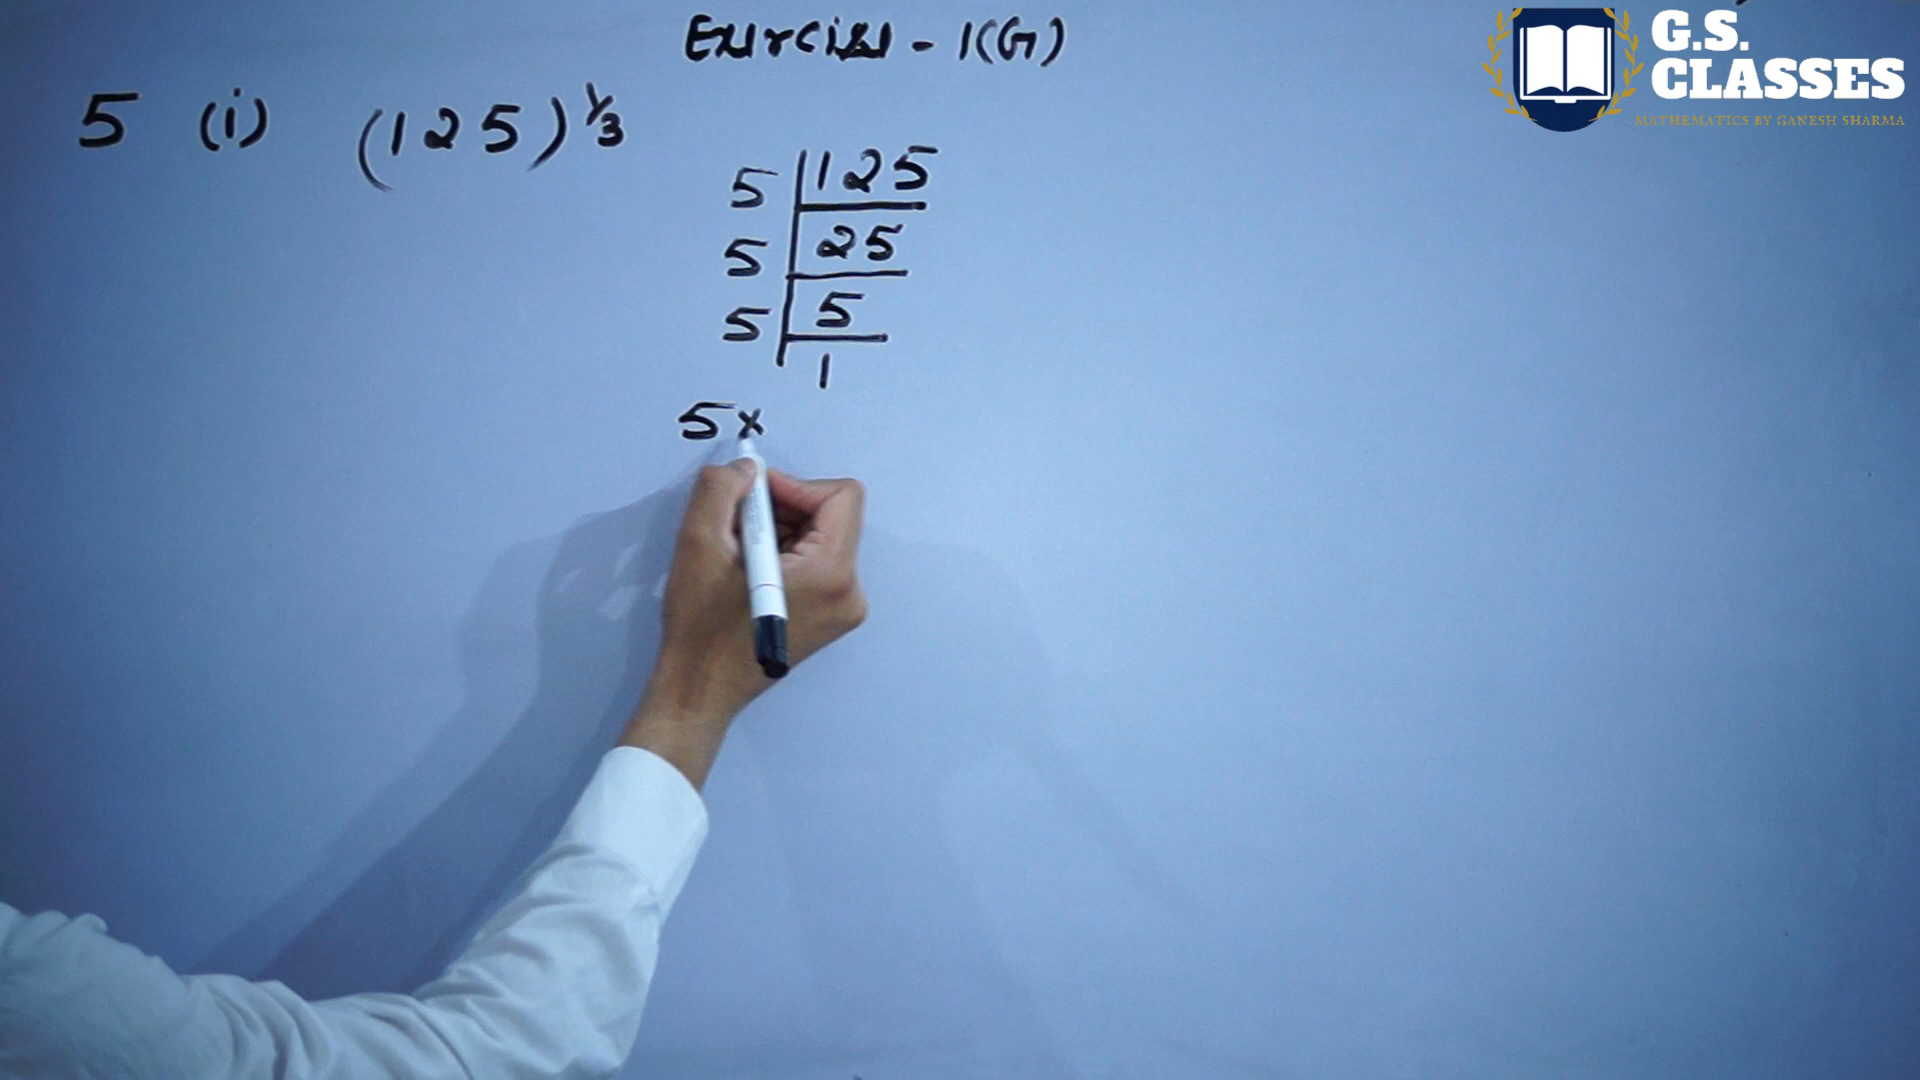 Exercise - 1(G)
G.S.
CLASSES
MATHEMATICS BY GANESH SHARMA
5 (i) (125)^1/3
5 | 125
5 | 25
5 | 5
1
5×